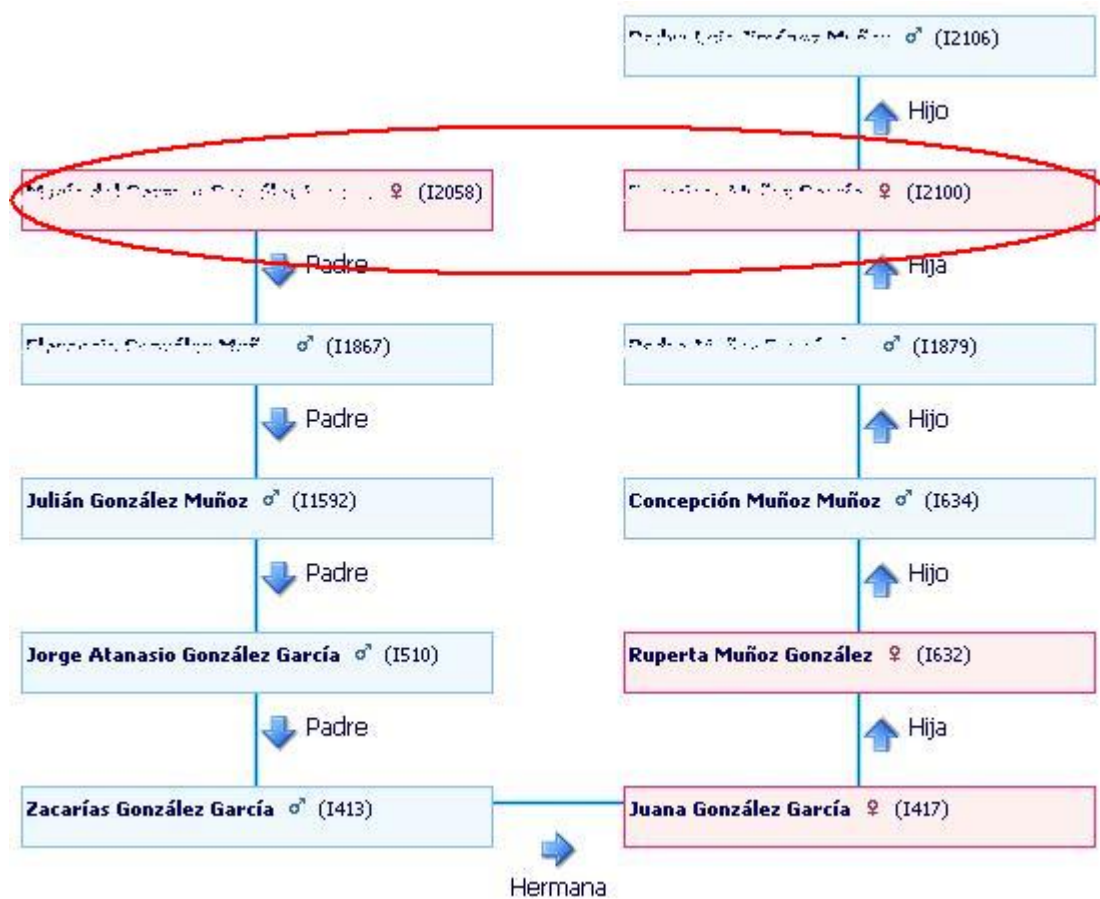 ♂ (I2106)
Hijo
♀ (I2058)
♀ (I2100)
Padre
Hija
♂ (I1867)
♂ (I1879)
Padre
Hijo
Julián González Muñoz ♂ (I1592)
Concepción Muñoz Muñoz ♂ (I634)
Padre
Hijo
Jorge Atanasio González García ♂ (I510)
Ruperta Muñoz González ♀ (I632)
Padre
Hija
Zacarías González García ♂ (I413)
Juana González García ♀ (I417)
Hermana